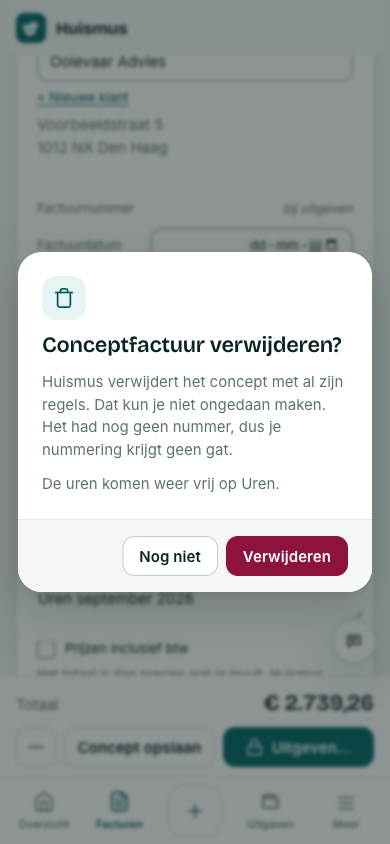 Huismus
Ooievaar Advies
+ Nieuwe klant
Voorbeeldstraat 5
1012 NX Den Haag
Factuurnummer
bij uitgeven
Factuurdatum
dd-mm-jjjj
Conceptfactuur verwijderen?
Huismus verwijdert het concept met al zijn
regels. Dat kun je niet ongedaan maken.
Het had nog geen nummer, dus je
nummering krijgt geen gat.
De uren komen weer vrij op Uren.
Nog niet
Verwijderen
Uren september 2026
Prijzen inclusief btw
Totaal
€ 2.739,26
Concept opslaan
Uitgeven...
Overzicht
Facturen
Uitgaven
Meer